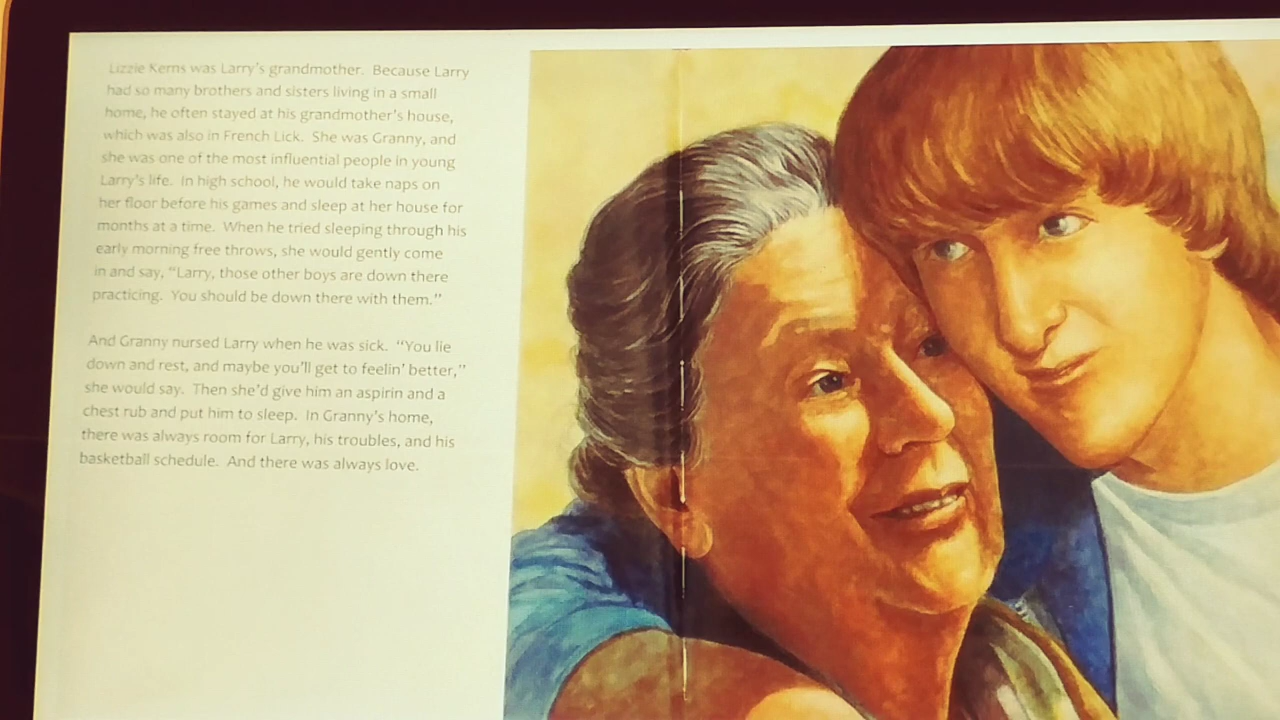 Lizzie Kerns was Larry's grandmother. Because Larry
had so many brothers and sisters living in a small
home, he often stayed at his grandmother's house,
which was also in French Lick. She was Granny, and
she was one of the most influential people in young
Larry's life. In high school, he would take naps on
her floor before his games and sleep at her house for
months at a time. When he tried sleeping through his
early morning free throws, she would gently come
in and say, “Larry, those other boys are down there
practicing. You should be down there with them.”
And Granny nursed Larry when he was sick. “You lie
down and rest, and maybe you'll get to feelin' better,”
she would say. Then she'd give him an aspirin and a
chest rub and put him to sleep. In Granny's home,
there was always room for Larry, his troubles, and his
basketball schedule. And there was always love.